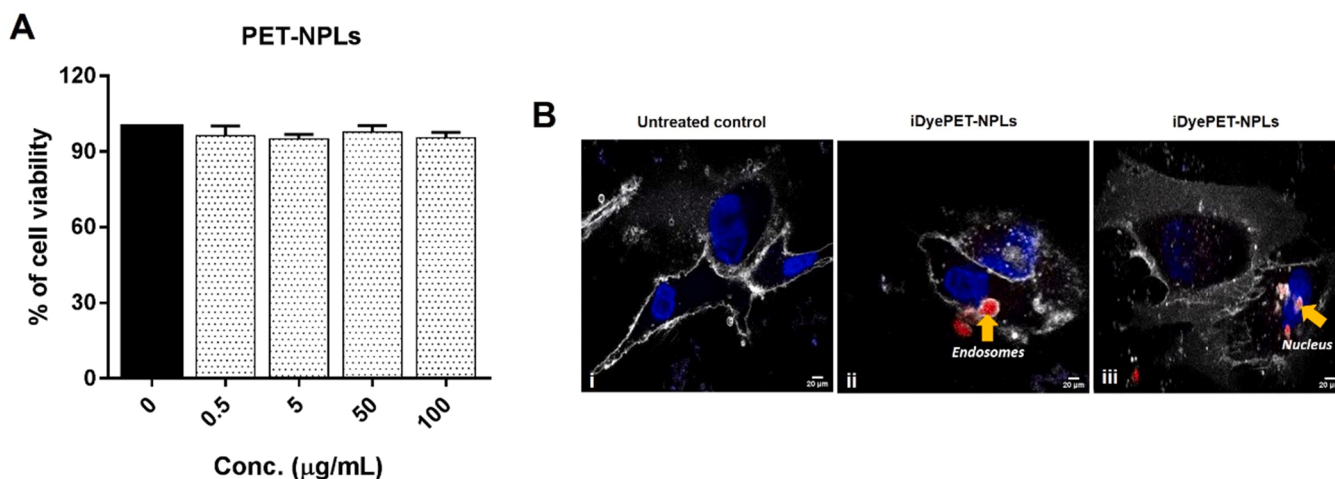 A
PET-NPLs
120
90
60
30
0
% of cell viability
0
0.5
5
50
100
Conc. (μg/mL)
B
Untreated control
iDyePET-NPLs
iDyePET-NPLs
Endosomes
Nucleus
i
20 μm
ii
20 μm
iii
20 μm